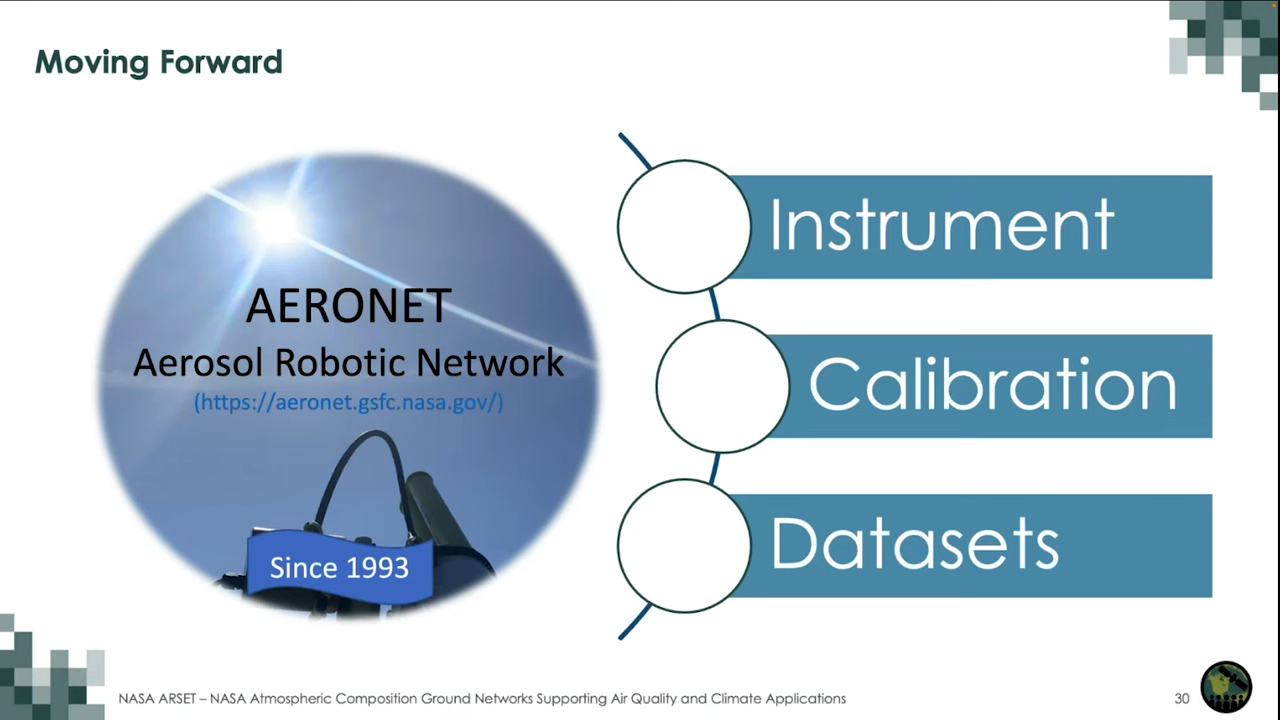 Moving Forward
AERONET
Aerosol Robotic Network
(https://aeronet.gsfc.nasa.gov/)
Since 1993
Instrument
Calibration
Datasets
NASA ARSET – NASA Atmospheric Composition Ground Networks Supporting Air Quality and Climate Applications
30